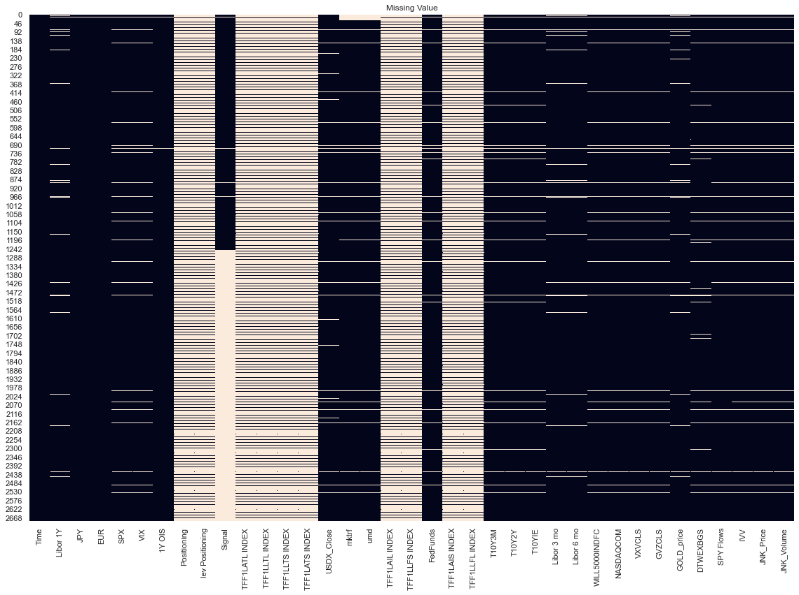 Missing Value
0
46
92
138
184
230
276
322
368
414
460
506
552
598
644
690
736
782
828
874
920
966
1012
1058
1104
1150
1196
1242
1288
1334
1380
1426
1472
1518
1564
1610
1656
1702
1748
1794
1840
1886
1932
1978
2024
2070
2116
2162
2208
2254
2300
2346
2392
2438
2484
2530
2576
2622
2668
Time
Libor 1Y
JPY
EUR
SPX
VIX
1Y OIS
Positioning
lev Positioning
Signal
TFF1LATL INDEX
TFF1LLTL INDEX
TFF1LLTS INDEX
TFF1LATS INDEX
USDX_Close
mktrf
umd
TFF1LAIL INDEX
TFF1LLFS INDEX
FedFunds
TFF1LAIS INDEX
TFF1LLFL INDEX
T10Y3M
T10Y2Y
T10YIE
Libor 3 mo
Libor 6 mo
WILL5000INDFC
NASDAQCOM
VXVCLS
GVZCLS
GOLD_price
DTWEXBGS
SPY Flows
IVV
JNK_Price
JNK_Volume